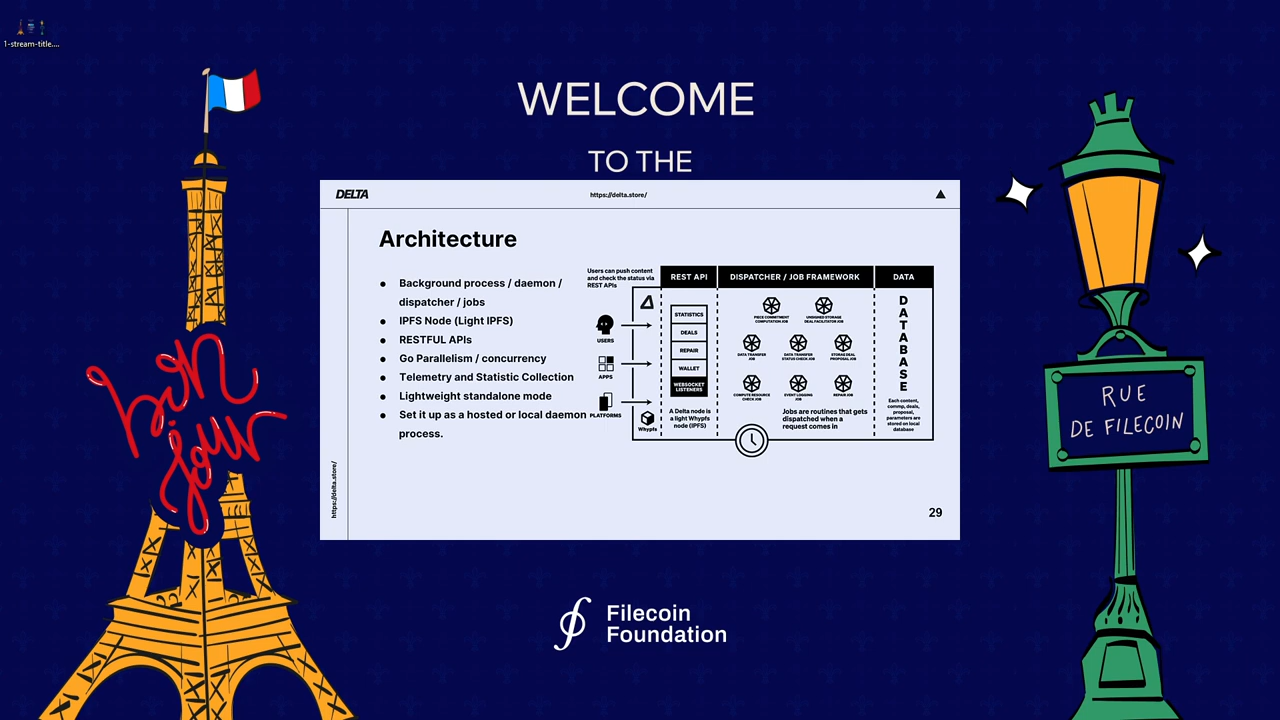 1-stream-title....
WELCOME
TO THE
DELTA
https://delta.store/
Architecture
Background process / daemon /
dispatcher / jobs
IPFS Node (Light IPFS)
RESTFUL APIs
Go Parallelism / concurrency
Telemetry and Statistic Collection
Lightweight standalone mode
Set it up as a hosted or local daemon
process.
Users can push content
and check the status via
REST APIs
USERS
APPS
PLATFORMS
Whypfs
REST API
STATISTICS
DEALS
REPAIR
WALLET
WEBSOCKET
LISTENERS
A Delta node is
a light Whypfs
node (IPFS)
DISPATCHER / JOB FRAMEWORK
PIECE COMMITMENT
COMPUTATION JOB
UNSIGNED STORAGE
DEAL FACILITATOR JOB
DATA TRANSFER
JOB
DATA TRANSFER
STATUS CHECK JOB
STORAGE DEAL
PROPOSAL JOB
COMPUTE RESOURCE
CHECK JOB
EVENT LOGGING
JOB
REPAIR JOB
Jobs are routines that gets
dispatched when a
request comes in
DATA
DATABASE
Each content,
commp, deals,
proposal,
parameters are
stored on local
database
https://delta.store/
29
bon
jour
RUE
DE FILECOIN
Filecoin
Foundation